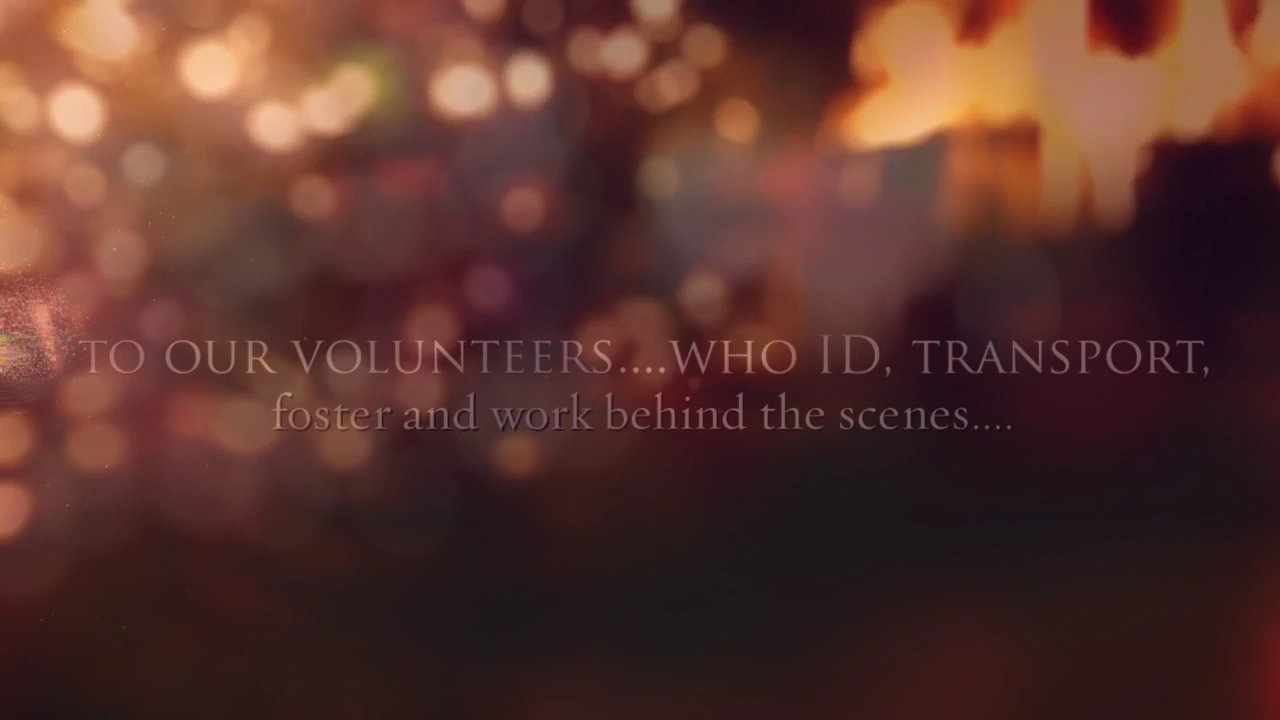 TO OUR VOLUNTEERS....WHO ID, TRANSPORT,
foster and work behind the scenes....